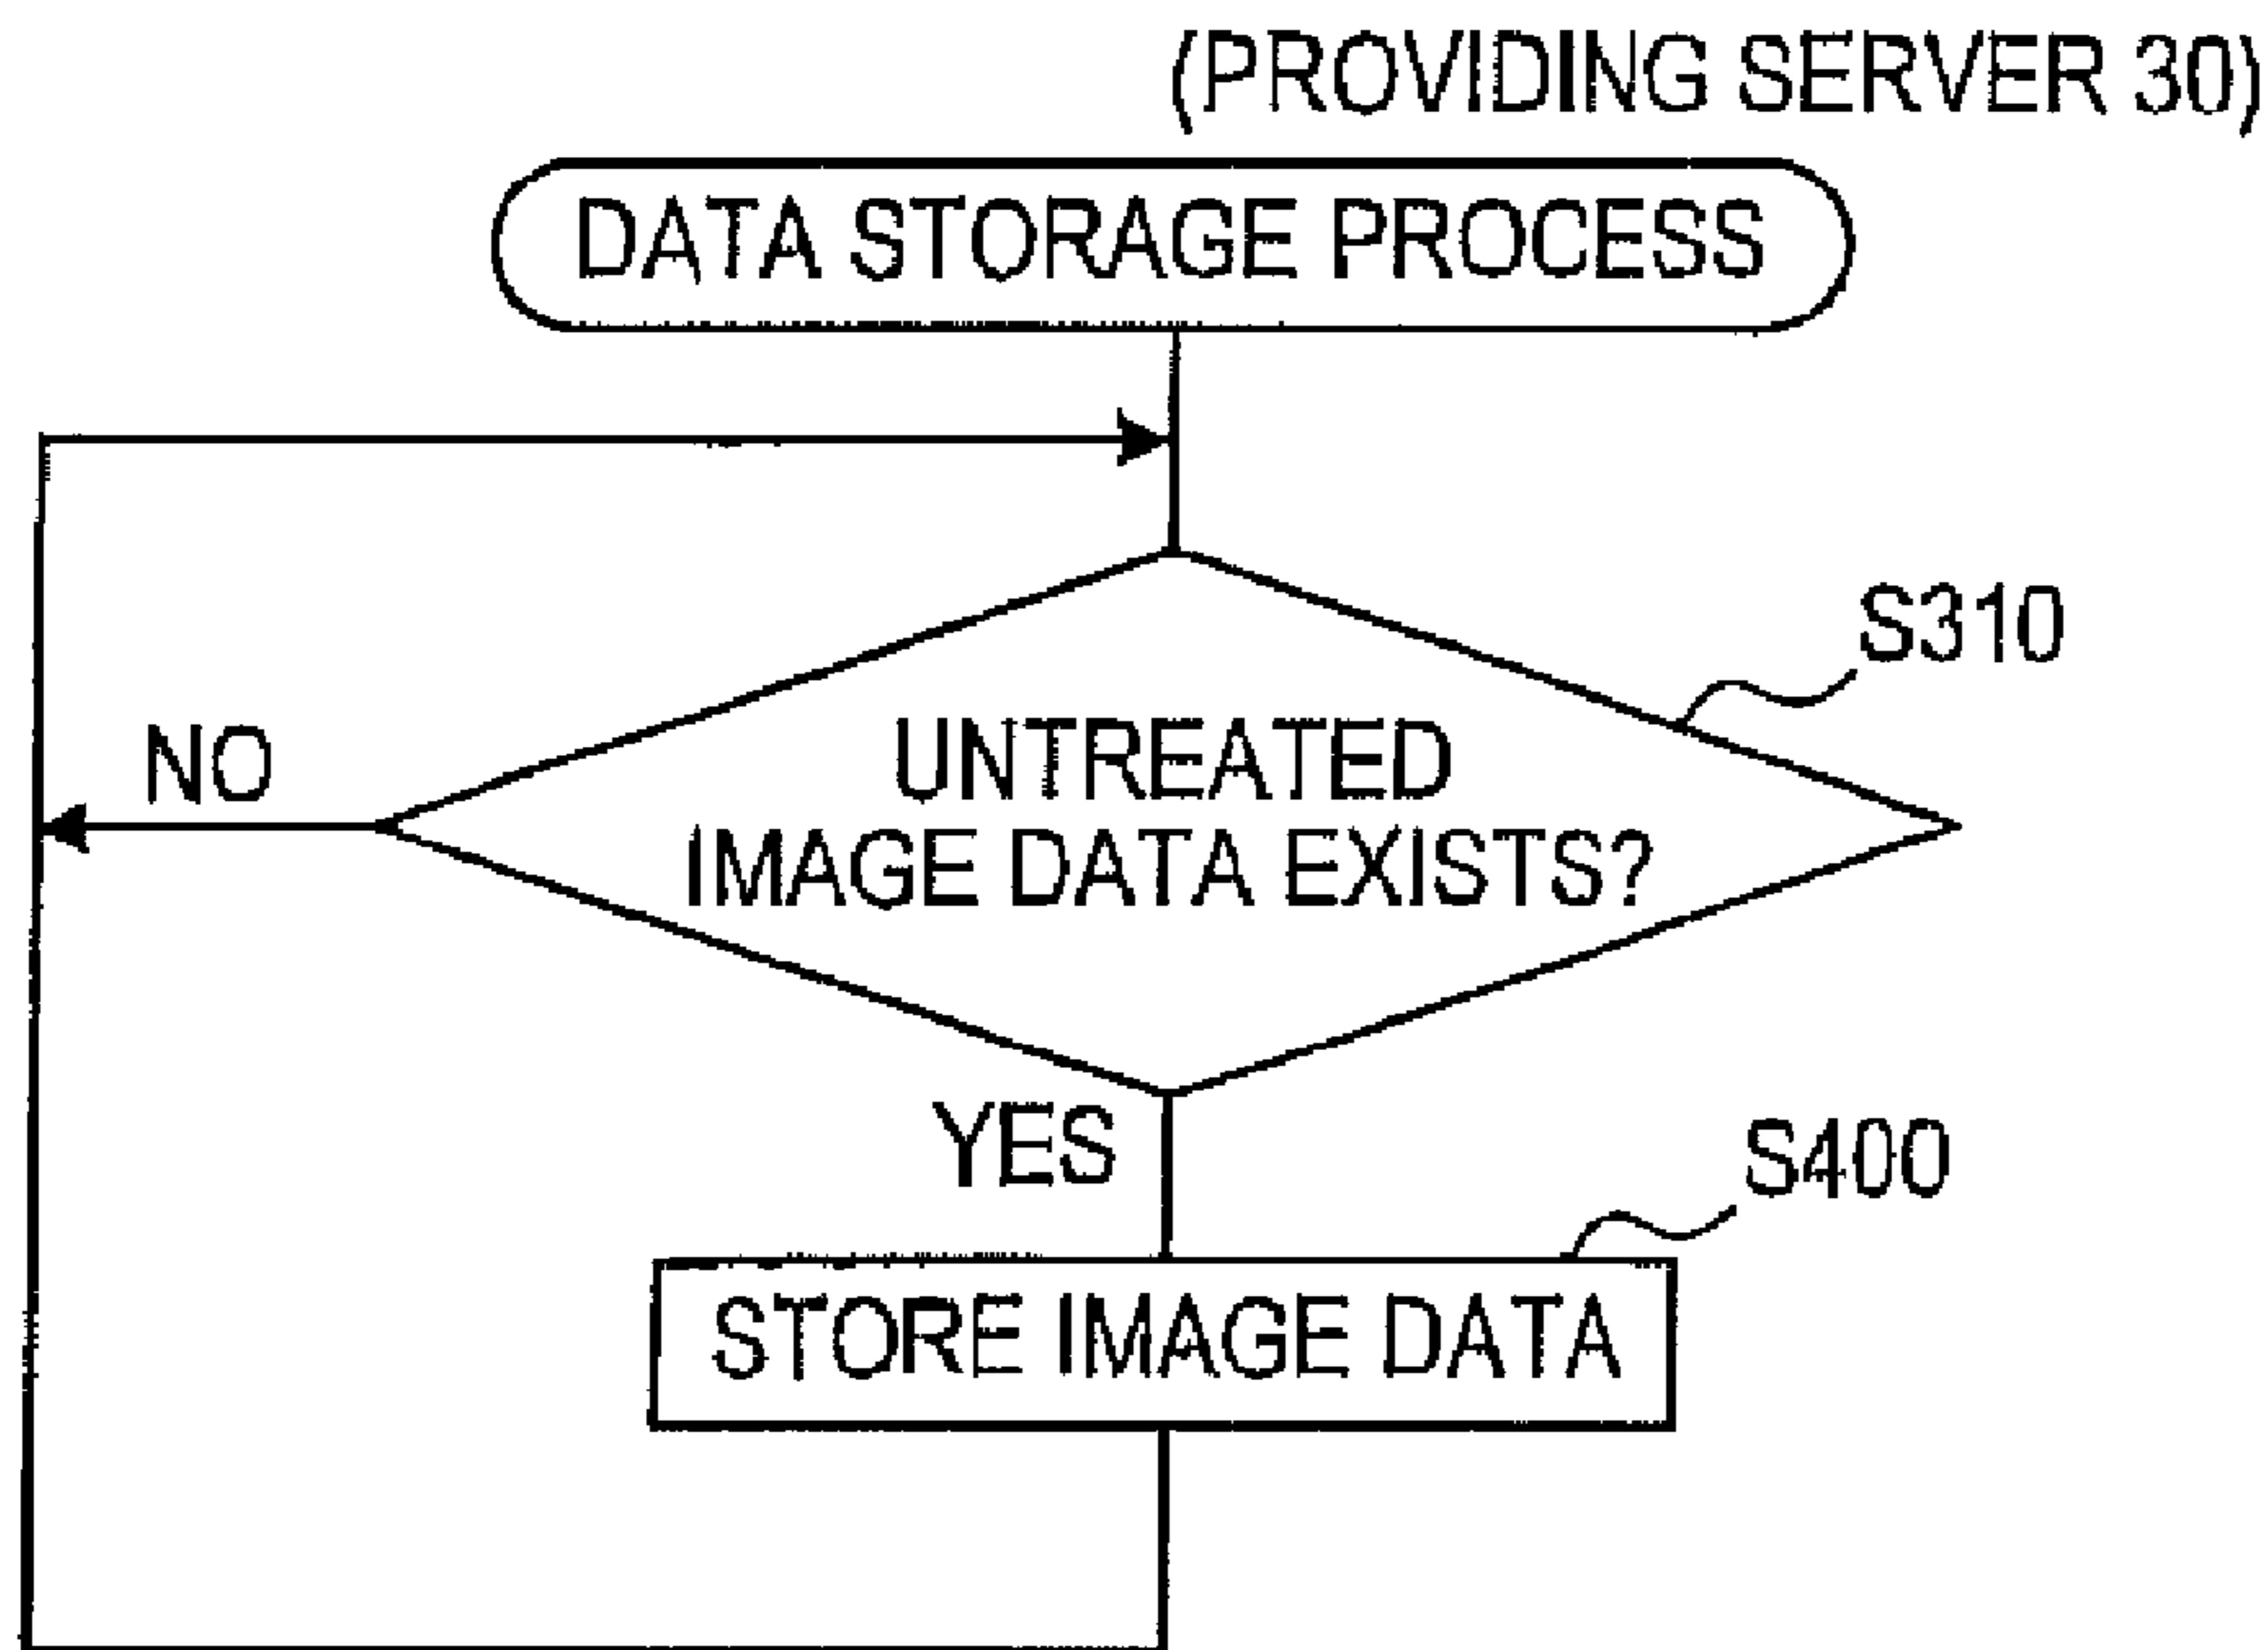 (PROVIDING SERVER 30)
DATA STORAGE PROCESS
S310
NO
UNTREATED
IMAGE DATA EXISTS?
YES
S400
STORE IMAGE DATA